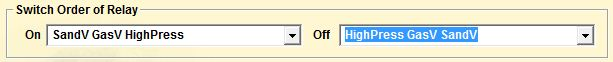 Switch Order of Relay
On SandV GasV HighPress Off HighPress GasV SandV